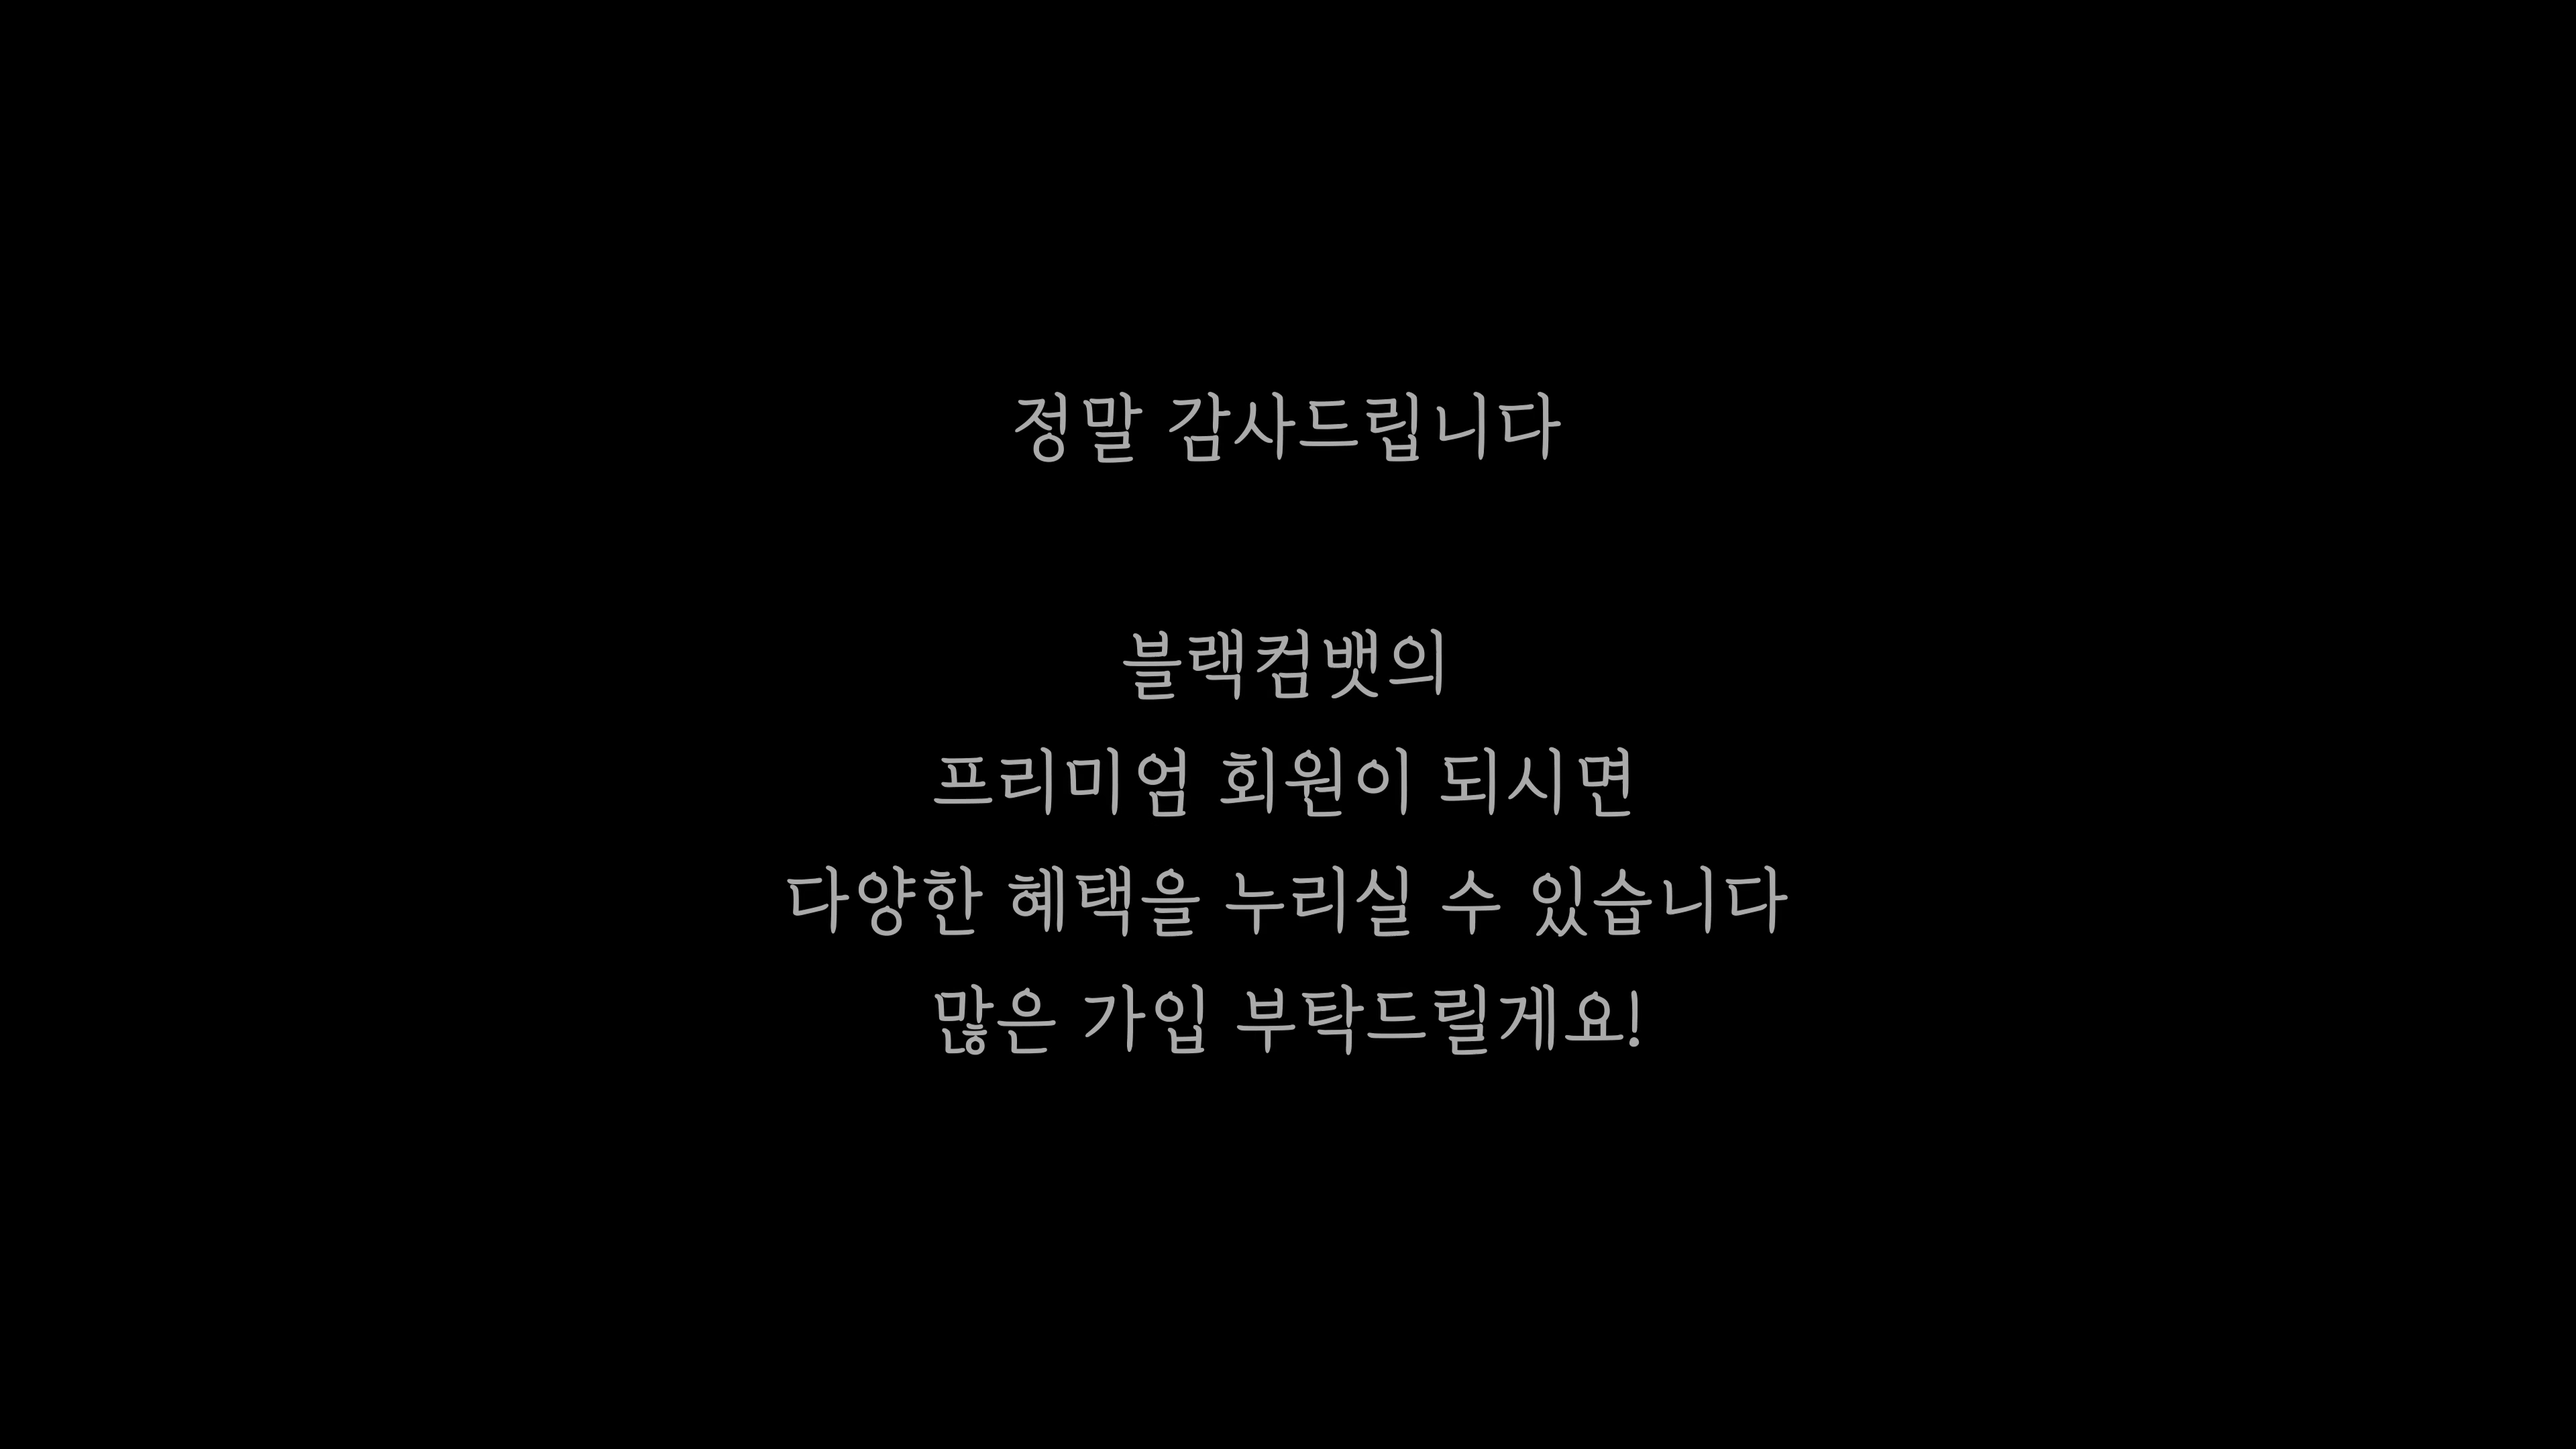 정말 감사드립니다
블랙컴뱃의
프리미엄 회원이 되시면
다양한 혜택을 누리실 수 있습니다
많은 가입 부탁드릴게요!